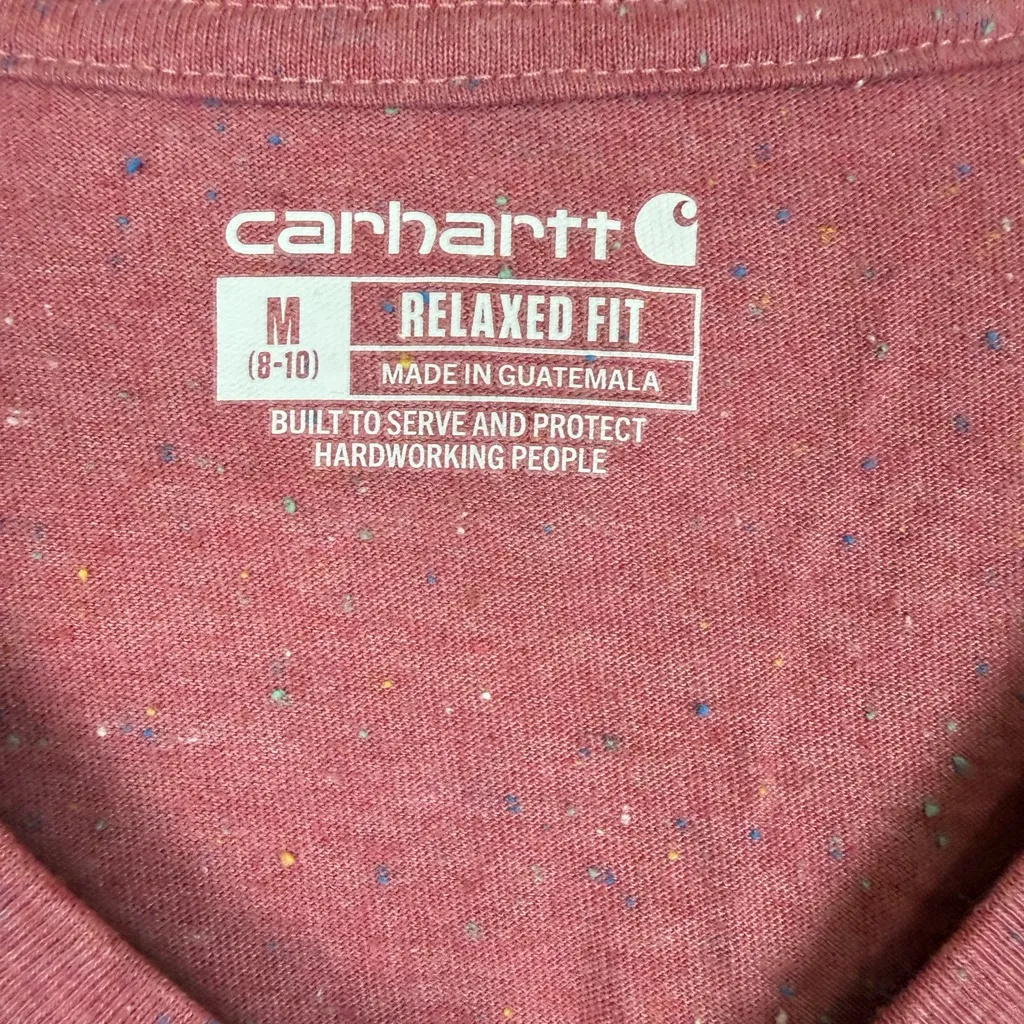 carhartt
M
(8-10)
RELAXED FIT
MADE IN GUATEMALA
BUILT TO SERVE AND PROTECT
HARDWORKING PEOPLE